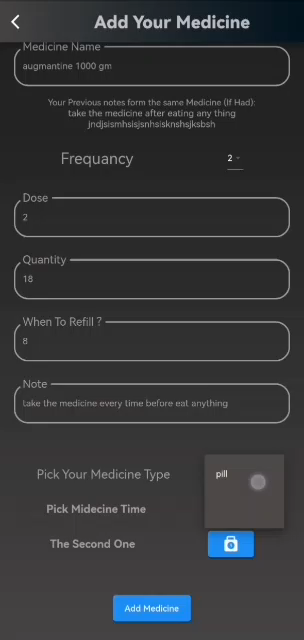 Add Your Medicine
Medicine Name
augmantine 1000 gm
Your Previous notes form the same Medicine (If Had):
take the medicine after eating any thing
jndjsismhsisjsnhsisknshsjksbsh
Frequancy
2
Dose
2
Quantity
18
When To Refill ?
8
Note
take the medicine every time before eat anything
Pick Your Medicine Type
pill
Pick Midecine Time
The Second One
Add Medicine